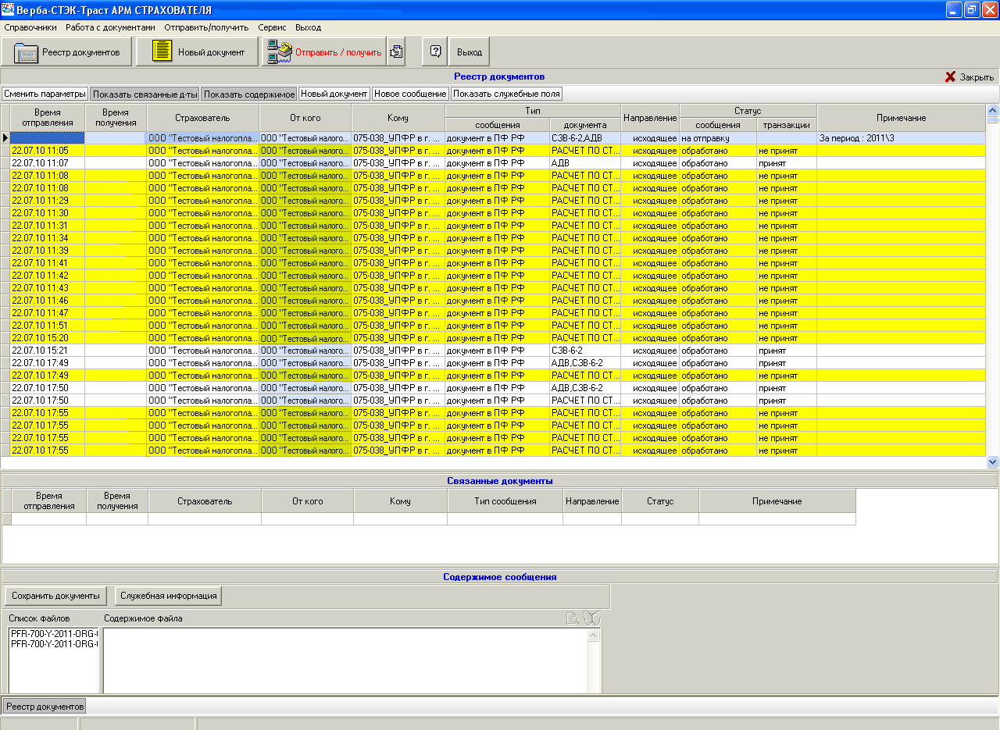 Верба-СТЭК-Траст АРМ СТРАХОВАТЕЛЯ
Справочники Работа с документами Отправить/получить Сервис Выход
Реестр документов Новый документ Отправить / получить Выход
Реестр документов Закрыть
Сменить параметры Показать связанные д-ты Показать содержимое Новый документ Новое сообщение Показать служебные поля
Время отправления Время получения Страхователь От кого Кому Тип сообщения документа Направление Статус сообщения транзакции Примечание
ООО "Тестовый налогопла... ООО "Тестовый налого... 075-038_УПФР в г. ... документ в ПФ РФ СЗВ-6-2,АДВ исходящее на отправку За период : 2011\3
22.07.10 11:05 ООО "Тестовый налогопла... ООО "Тестовый налого... 075-038_УПФР в г. ... документ в ПФ РФ РАСЧЕТ ПО СТ... исходящее обработано не принят
22.07.10 11:07 ООО "Тестовый налогопла... ООО "Тестовый налого... 075-038_УПФР в г. ... документ в ПФ РФ АДВ исходящее обработано принят
22.07.10 11:08 ООО "Тестовый налогопла... ООО "Тестовый налого... 075-038_УПФР в г. ... документ в ПФ РФ РАСЧЕТ ПО СТ... исходящее обработано не принят
22.07.10 11:08 ООО "Тестовый налогопла... ООО "Тестовый налого... 075-038_УПФР в г. ... документ в ПФ РФ РАСЧЕТ ПО СТ... исходящее обработано не принят
22.07.10 11:29 ООО "Тестовый налогопла... ООО "Тестовый налого... 075-038_УПФР в г. ... документ в ПФ РФ РАСЧЕТ ПО СТ... исходящее обработано не принят
22.07.10 11:30 ООО "Тестовый налогопла... ООО "Тестовый налого... 075-038_УПФР в г. ... документ в ПФ РФ РАСЧЕТ ПО СТ... исходящее обработано не принят
22.07.10 11:31 ООО "Тестовый налогопла... ООО "Тестовый налого... 075-038_УПФР в г. ... документ в ПФ РФ РАСЧЕТ ПО СТ... исходящее обработано не принят
22.07.10 11:34 ООО "Тестовый налогопла... ООО "Тестовый налого... 075-038_УПФР в г. ... документ в ПФ РФ РАСЧЕТ ПО СТ... исходящее обработано не принят
22.07.10 11:39 ООО "Тестовый налогопла... ООО "Тестовый налого... 075-038_УПФР в г. ... документ в ПФ РФ РАСЧЕТ ПО СТ... исходящее обработано не принят
22.07.10 11:41 ООО "Тестовый налогопла... ООО "Тестовый налого... 075-038_УПФР в г. ... документ в ПФ РФ РАСЧЕТ ПО СТ... исходящее обработано не принят
22.07.10 11:42 ООО "Тестовый налогопла... ООО "Тестовый налого... 075-038_УПФР в г. ... документ в ПФ РФ РАСЧЕТ ПО СТ... исходящее обработано не принят
22.07.10 11:43 ООО "Тестовый налогопла... ООО "Тестовый налого... 075-038_УПФР в г. ... документ в ПФ РФ РАСЧЕТ ПО СТ... исходящее обработано не принят
22.07.10 11:46 ООО "Тестовый налогопла... ООО "Тестовый налого... 075-038_УПФР в г. ... документ в ПФ РФ РАСЧЕТ ПО СТ... исходящее обработано не принят
22.07.10 11:47 ООО "Тестовый налогопла... ООО "Тестовый налого... 075-038_УПФР в г. ... документ в ПФ РФ РАСЧЕТ ПО СТ... исходящее обработано не принят
22.07.10 11:51 ООО "Тестовый налогопла... ООО "Тестовый налого... 075-038_УПФР в г. ... документ в ПФ РФ РАСЧЕТ ПО СТ... исходящее обработано не принят
22.07.10 15:20 ООО "Тестовый налогопла... ООО "Тестовый налого... 075-038_УПФР в г. ... документ в ПФ РФ РАСЧЕТ ПО СТ... исходящее обработано не принят
22.07.10 15:21 ООО "Тестовый налогопла... ООО "Тестовый налого... 075-038_УПФР в г. ... документ в ПФ РФ СЗВ-6-2 исходящее обработано принят
22.07.10 17:49 ООО "Тестовый налогопла... ООО "Тестовый налого... 075-038_УПФР в г. ... документ в ПФ РФ АДВ,СЗВ-6-2 исходящее обработано принят
22.07.10 17:49 ООО "Тестовый налогопла... ООО "Тестовый налого... 075-038_УПФР в г. ... документ в ПФ РФ РАСЧЕТ ПО СТ... исходящее обработано не принят
22.07.10 17:50 ООО "Тестовый налогопла... ООО "Тестовый налого... 075-038_УПФР в г. ... документ в ПФ РФ АДВ,СЗВ-6-2 исходящее обработано принят
22.07.10 17:50 ООО "Тестовый налогопла... ООО "Тестовый налого... 075-038_УПФР в г. ... документ в ПФ РФ РАСЧЕТ ПО СТ... исходящее обработано принят
22.07.10 17:55 ООО "Тестовый налогопла... ООО "Тестовый налого... 075-038_УПФР в г. ... документ в ПФ РФ РАСЧЕТ ПО СТ... исходящее обработано не принят
22.07.10 17:55 ООО "Тестовый налогопла... ООО "Тестовый налого... 075-038_УПФР в г. ... документ в ПФ РФ РАСЧЕТ ПО СТ... исходящее обработано не принят
22.07.10 17:55 ООО "Тестовый налогопла... ООО "Тестовый налого... 075-038_УПФР в г. ... документ в ПФ РФ РАСЧЕТ ПО СТ... исходящее обработано не принят
22.07.10 17:55 ООО "Тестовый налогопла... ООО "Тестовый налого... 075-038_УПФР в г. ... документ в ПФ РФ РАСЧЕТ ПО СТ... исходящее обработано не принят
Связанные документы
Время отправления Время получения Страхователь От кого Кому Тип сообщения Направление Статус Примечание
Содержимое сообщения
Сохранить документы Служебная информация
Список файлов Содержимое файла
PFR-700-Y-2011-ORG-
PFR-700-Y-2011-ORG-
Реестр документов